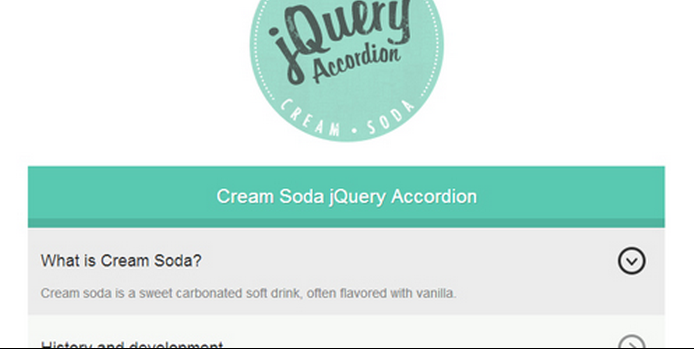 jQuery
Accordion
CREAM • SODA
Cream Soda jQuery Accordion
What is Cream Soda?
Cream soda is a sweet carbonated soft drink, often flavored with vanilla.
History and development